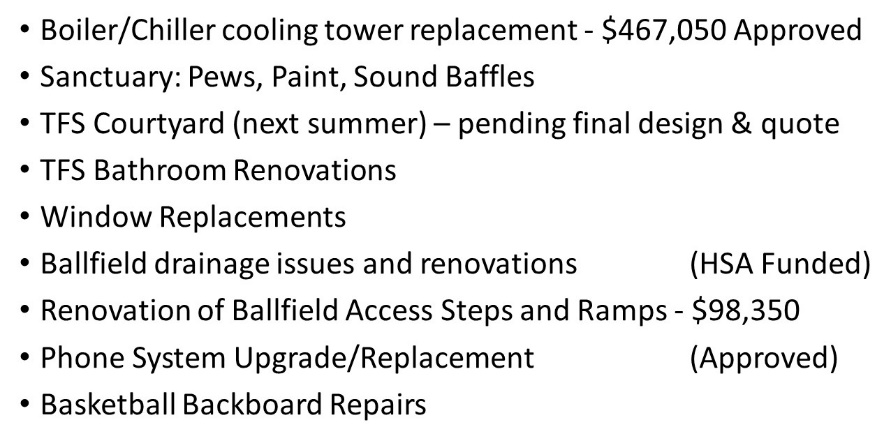 • Boiler/Chiller cooling tower replacement - $467,050 Approved
• Sanctuary: Pews, Paint, Sound Baffles
• TFS Courtyard (next summer) – pending final design & quote
• TFS Bathroom Renovations
• Window Replacements
• Ballfield drainage issues and renovations (HSA Funded)
• Renovation of Ballfield Access Steps and Ramps - $98,350
• Phone System Upgrade/Replacement (Approved)
• Basketball Backboard Repairs